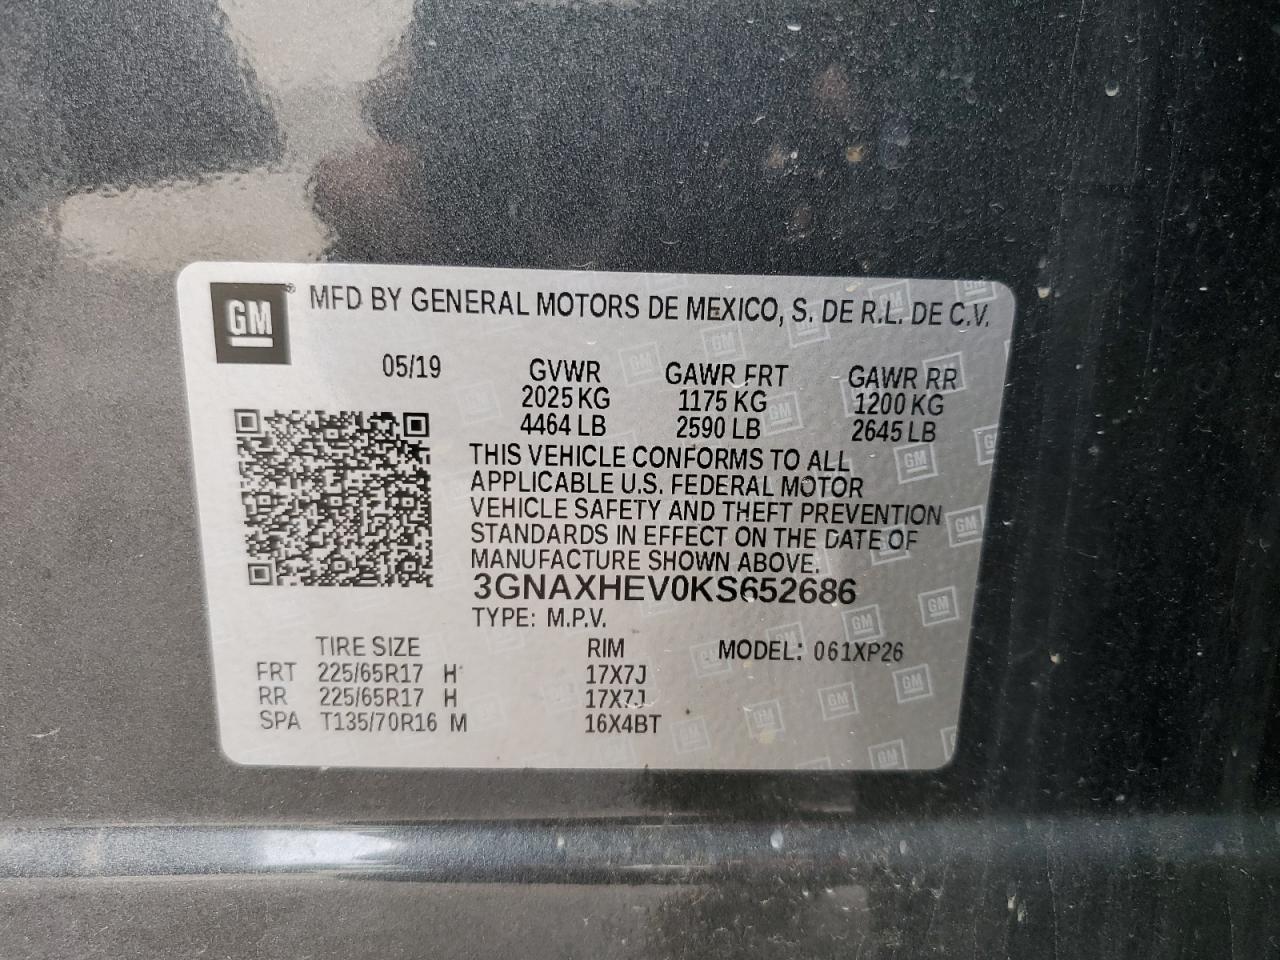 GM ® MFD BY GENERAL MOTORS DE MEXICO, S. DE R.L. DE C.V.
05/19 GVWR GAWR FRT GAWR RR
2025 KG 1175 KG 1200 KG
4464 LB 2590 LB 2645 LB
THIS VEHICLE CONFORMS TO ALL
APPLICABLE U.S. FEDERAL MOTOR
VEHICLE SAFETY AND THEFT PREVENTION
STANDARDS IN EFFECT ON THE DATE OF
MANUFACTURE SHOWN ABOVE.
3GNAXHEV0KS652686
TYPE: M.P.V.
TIRE SIZE RIM MODEL: 061XP26
FRT 225/65R17 H 17X7J
RR 225/65R17 H 17X7J
SPA T135/70R16 M 16X4BT